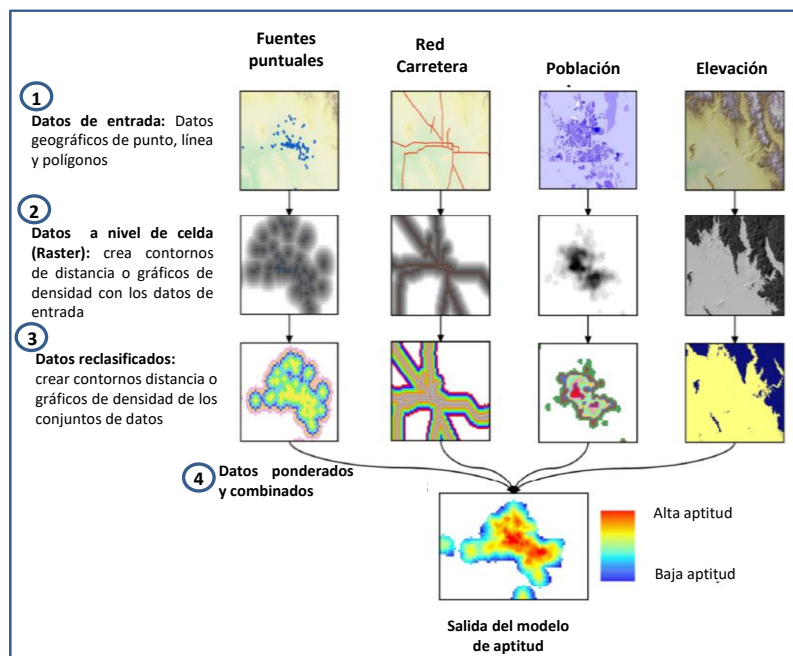 Fuentes
puntuales
Red
Carretera
Población
Elevación
1
Datos de entrada: Datos
geográficos de punto, línea
y polígonos
2
Datos a nivel de celda
(Raster): crea contornos
de distancia o gráficos de
densidad con los datos de
entrada
3
Datos reclasificados:
crear contornos distancia o
gráficos de densidad de los
conjuntos de datos
4
Datos ponderados
y combinados
Alta aptitud
Baja aptitud
Salida del modelo
de aptitud